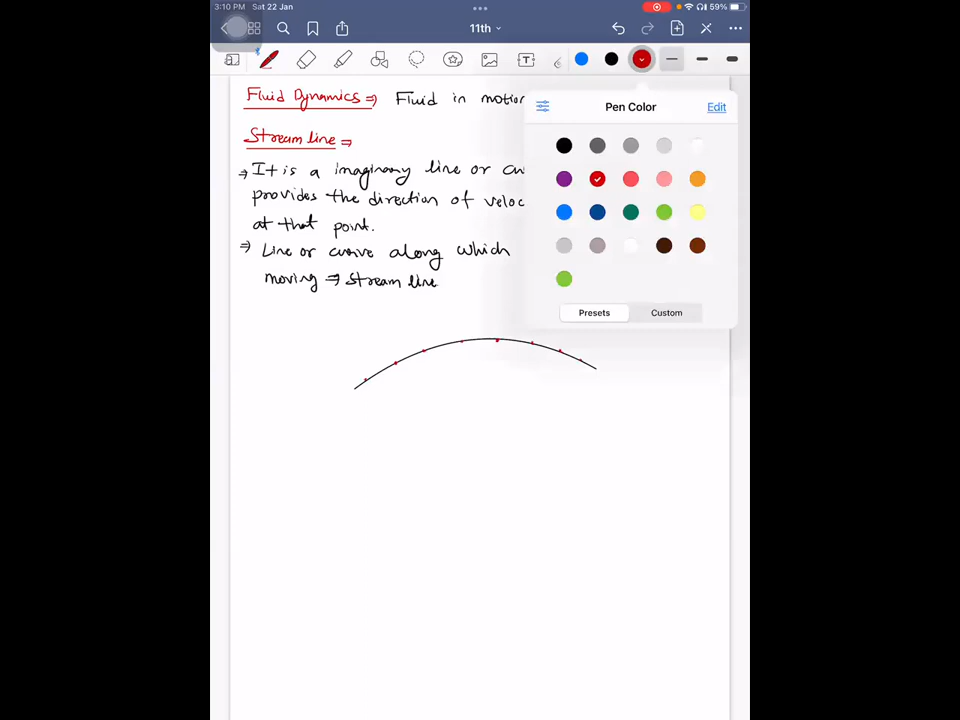 3:10 PM Sat 22 Jan
59%
11th
T
Fluid Dynamics ⇒ Fluid in motion
Pen Color
Edit
Stream line ⇒
→ It is a imaginary line or
provides the direction of
at that point.
⇒ Line or curve along which
moving ⇒ stream line
Presets
Custom